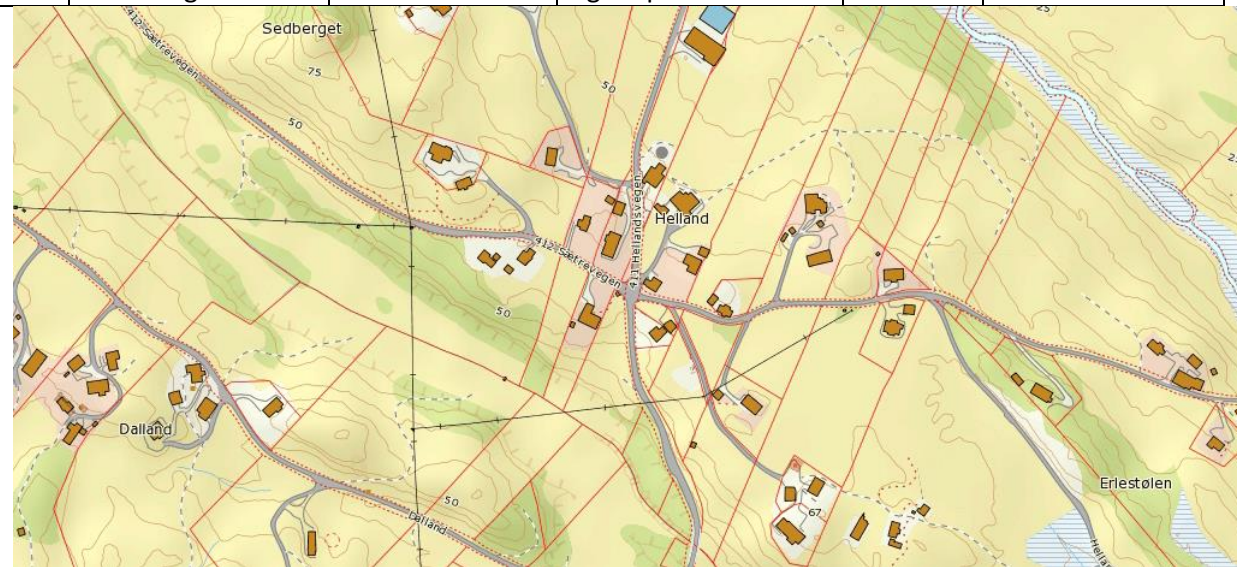 412 Sætrevegen
Sedberget
75
50
50
25
411 Hellandsvegen
Helland
412 Sætrevegen
50
Dalland
50
Dalland
67
Erlestølen